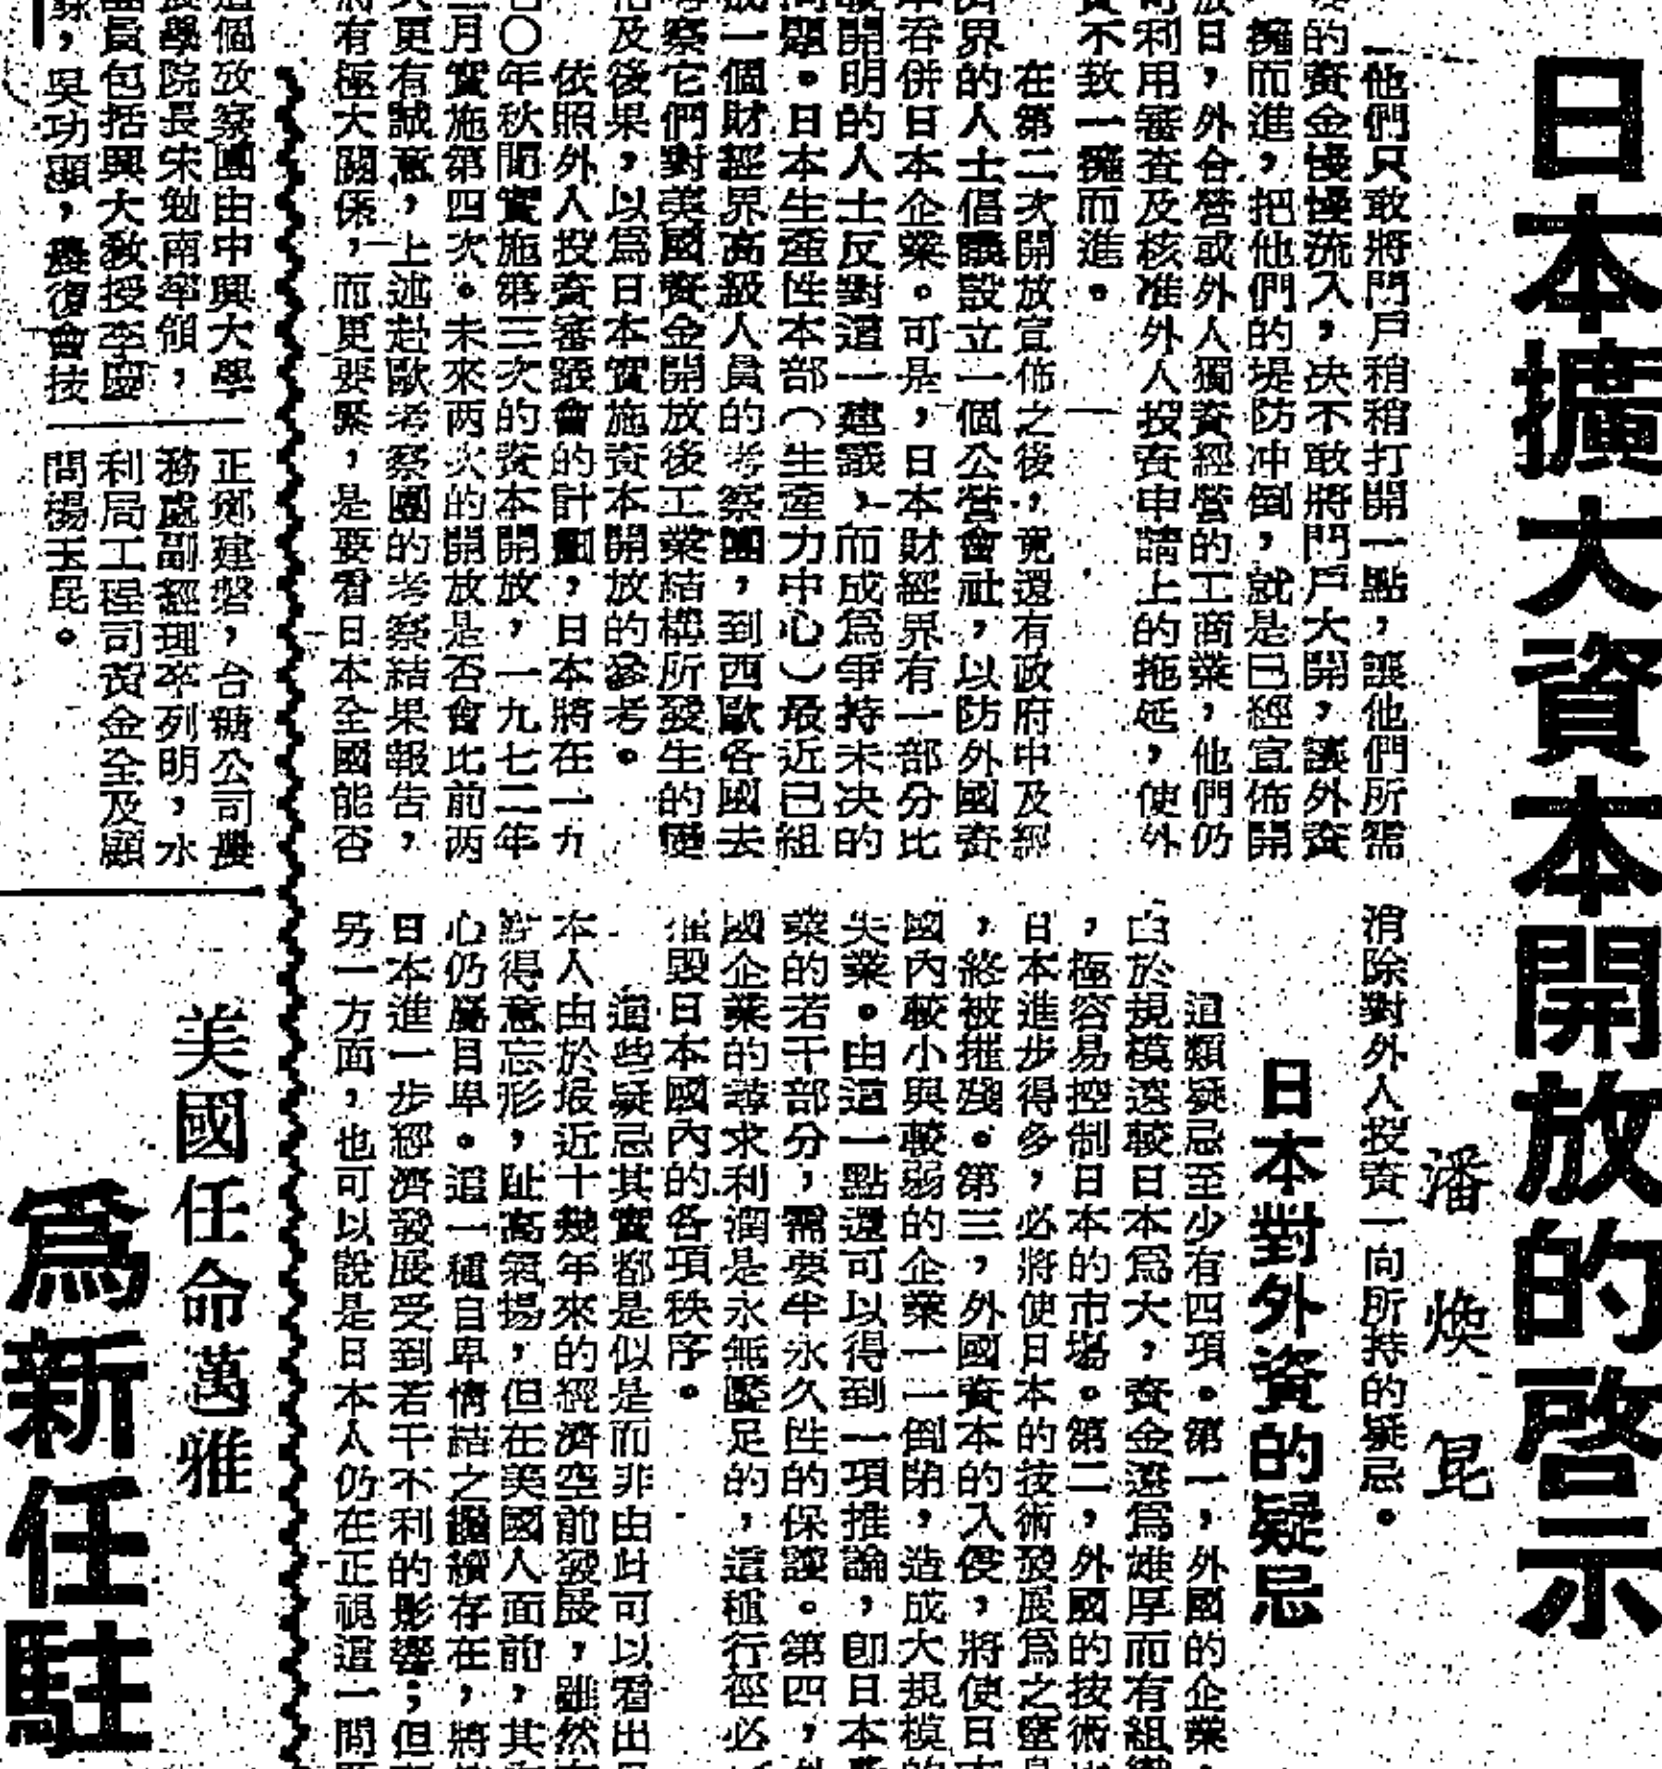 日本擴大資本開放的啓示
潘煥昆
他們只敢將門戶稍稍打開一點，讓他們所需
的資金慢慢流入，決不敢將門戶大開，讓外資
擁而進，把他們的堤防冲倒，就是已經宣佈開
放日，外合營或外人獨資經營的工商業，他們仍
可利用審查及核准外人投資申請上的拖延，使外
資不致一擁而進。
在第二次開放宣佈之後，竟還有政府中及經
濟界的人士倡議設立一個公營會社，以防外國資
本吞併日本企業。可是，日本財經界有一部分比
較開明的人士反對這一建議，而成爲爭持未決的
問題。日本生產性本部（生產力中心）最近已組
成一個財經界高級人員的考察團，到西歐各國去
考察它們對美國資金開放後工業結構所發生的變
及後果，以爲日本實施資本開放的參考。
依照外人投資審議會的計劃，日本將在一九
七〇年秋間實施第三次的資本開放，一九七二年
月實施第四次。未來两次的開放是否會比前两
次更有誠意，上述赴歐考察團的考察結果報告，
將有極大關係，而更要緊，是要看日本全國能否
消除對外人投資一向所持的疑忌。
日本對外資的疑忌
這類疑忌至少有四項。第一，外國的企業，
由於規模遠較日本爲大，資金遠爲雄厚而有組織
，極容易控制日本的市場。第二，外國的技術
日本進步得多，必將使日本的技術發展爲之窒
，終被摧殘。第三，外國資本的入侵，將使日本
國內較小與較弱的企業一一倒閉，造成大規模的
失業。由這一點還可以得到一項推論，卽日本
業的若干部分，需要半永久性的保護。第四，外
國企業的尋求利潤是永無饜足的，這種行徑必
摧毀日本國內的各項秩序。
這些疑忌其實都是似是而非由此可以看出
本人由於最近十幾年來的經濟空前發展，雖然
得意忘形，趾高氣揚，但在美國人面前，其
心仍屬自卑。這一種自卑情結之繼續存在，將
日本進一步經濟發展受到若干不利的影響；但
另一方面，也可以說是日本人仍在正視這一問
這個攷察團由中興大學
農學院長宋勉南率領，
團員包括興大教授李慶
，吳功顯，農復會技
正鄭建磐，台糖公司農
務處副經理卒列明，水
利局工程司黃金全及顧
問楊玉昆。
美國任命萬雅
爲新任駐